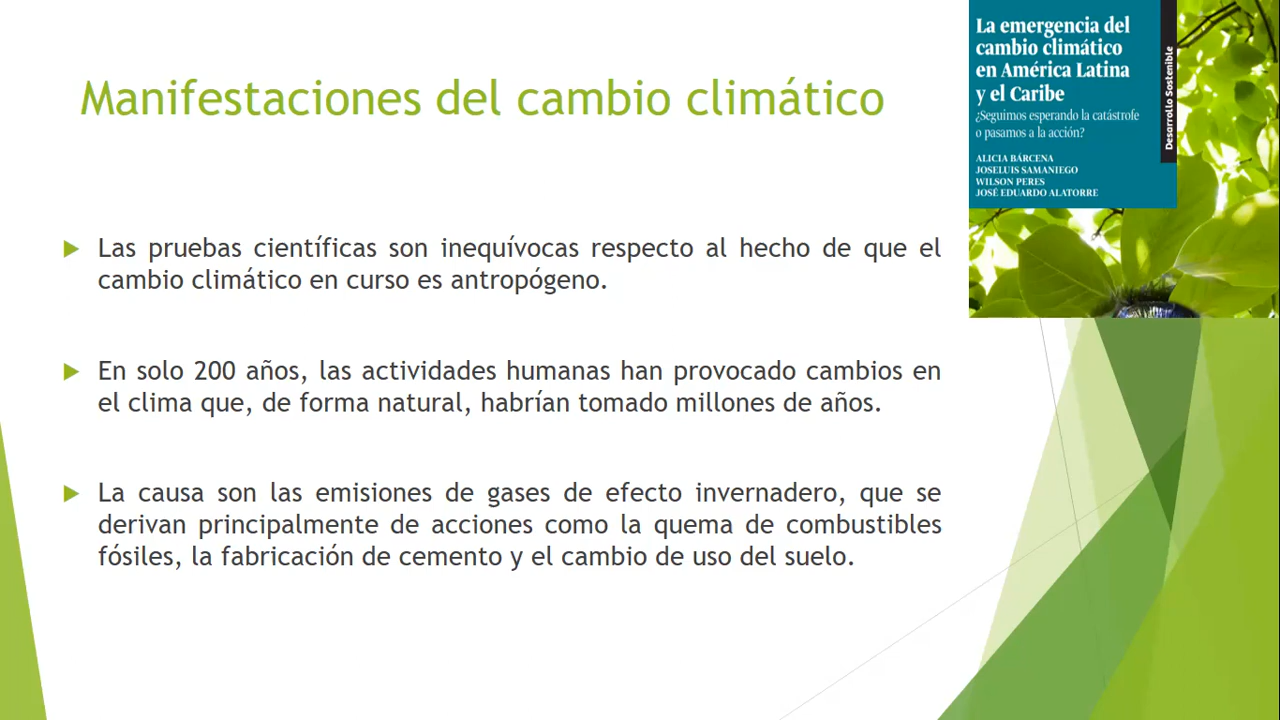 Manifestaciones del cambio climático
La emergencia del
cambio climático
en América Latina
y el Caribe
¿Seguimos esperando la catástrofe
o pasamos a la acción?
ALICIA BÁRCENA
JOSELUIS SAMANIEGO
WILSON PERES
JOSÉ EDUARDO ALATORRE
Desarrollo Sostenible
Las pruebas científicas son inequívocas respecto al hecho de que el
cambio climático en curso es antropógeno.
En solo 200 años, las actividades humanas han provocado cambios en
el clima que, de forma natural, habrían tomado millones de años.
La causa son las emisiones de gases de efecto invernadero, que se
derivan principalmente de acciones como la quema de combustibles
fósiles, la fabricación de cemento y el cambio de uso del suelo.